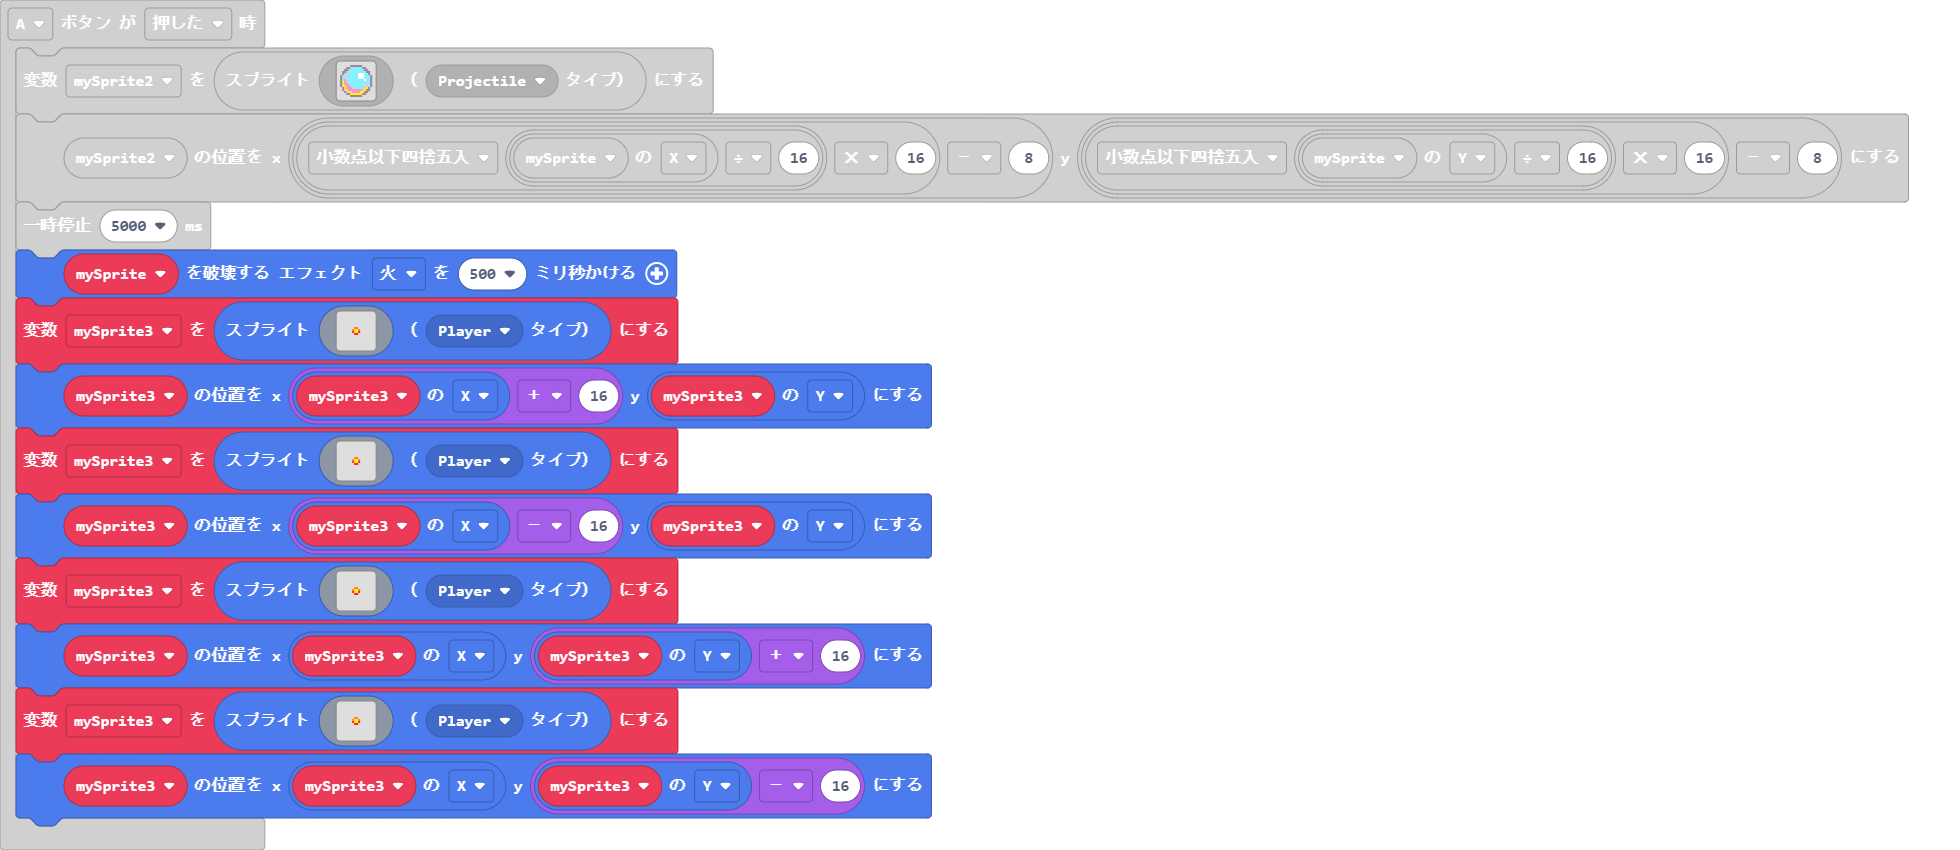 A ボタン が 押した 時
変数 mySprite2 を スプライト ( Projectile タイプ) にする
mySprite2 の位置を x 小数点以下四捨五入 mySprite の X ÷ 16 × 16 - 8 y 小数点以下四捨五入 mySprite の Y ÷ 16 × 16 - 8 にする
一時停止 5000 ms
mySprite を破壊する エフェクト 火 を 500 ミリ秒かける
変数 mySprite3 を スプライト ( Player タイプ) にする
mySprite3 の位置を x mySprite3 の X + 16 y mySprite3 の Y にする
変数 mySprite3 を スプライト ( Player タイプ) にする
mySprite3 の位置を x mySprite3 の X - 16 y mySprite3 の Y にする
変数 mySprite3 を スプライト ( Player タイプ) にする
mySprite3 の位置を x mySprite3 の X y mySprite3 の Y + 16 にする
変数 mySprite3 を スプライト ( Player タイプ) にする
mySprite3 の位置を x mySprite3 の X y mySprite3 の Y - 16 にする